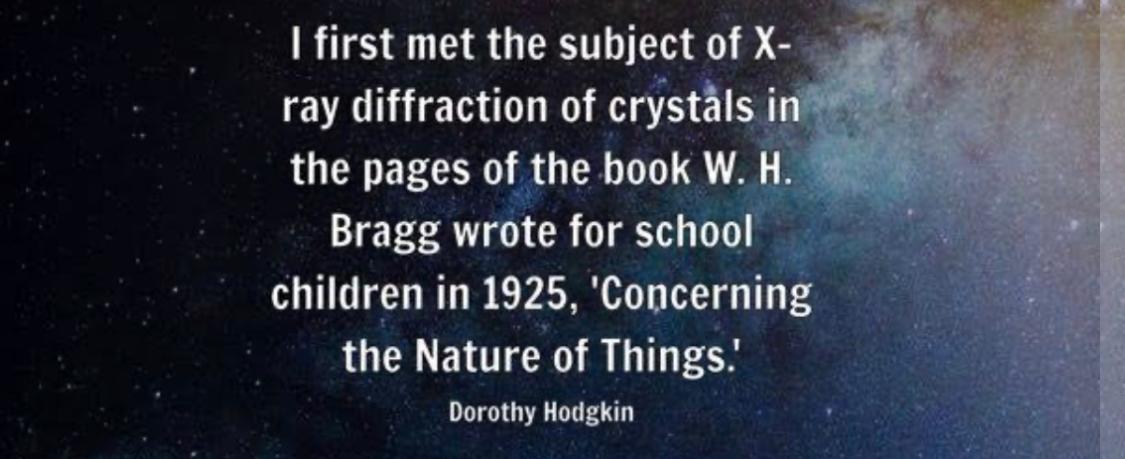 I first met the subject of X-
ray diffraction of crystals in
the pages of the book W. H.
Bragg wrote for school
children in 1925, 'Concerning
the Nature of Things.'
Dorothy Hodgkin